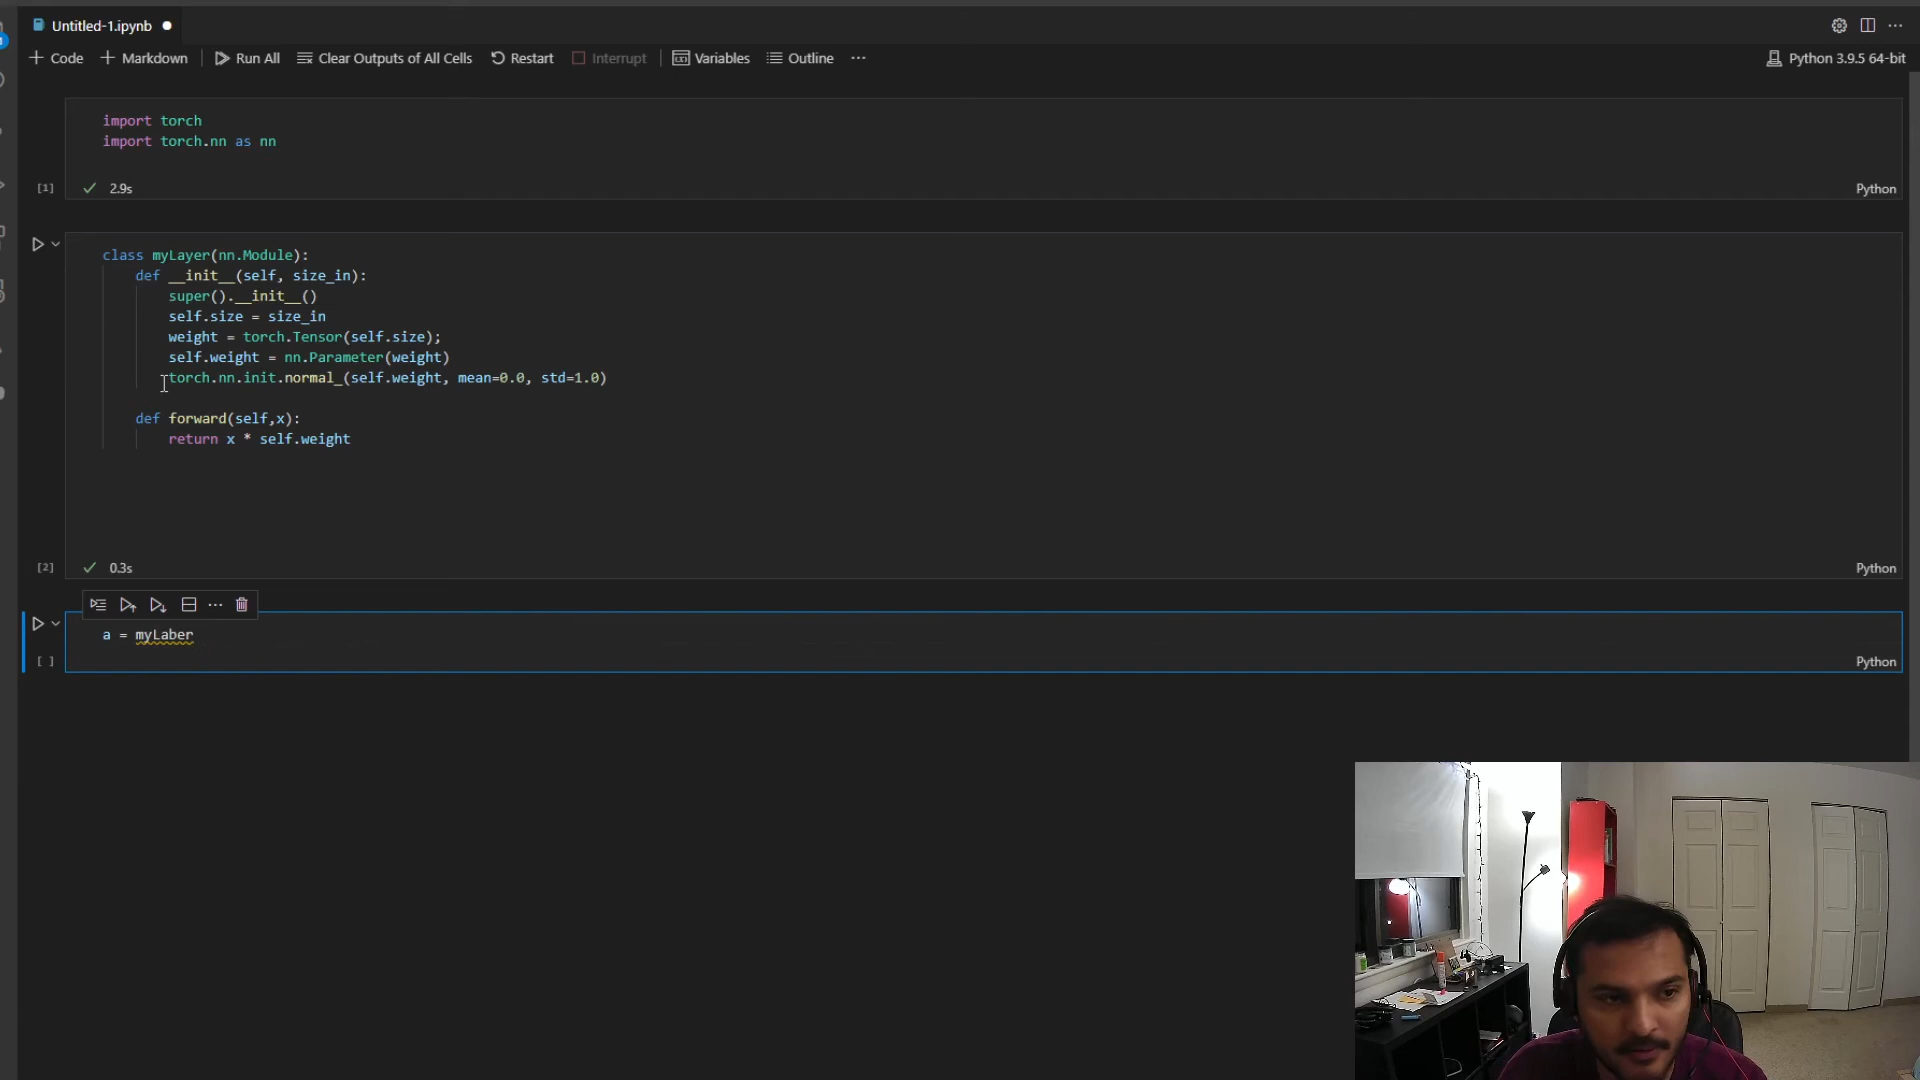 Untitled-1.ipynb
Code Markdown Run All Clear Outputs of All Cells Restart Interrupt Variables Outline ... Python 3.9.5 64-bit
import torch
import torch.nn as nn
[1] 2.9s Python
class myLayer(nn.Module):
def __init__(self, size_in):
super().__init__()
self.size = size_in
weight = torch.Tensor(self.size);
self.weight = nn.Parameter(weight)
torch.nn.init.normal_(self.weight, mean=0.0, std=1.0)
def forward(self,x):
return x * self.weight
[2] 0.3s Python
a = myLaber
[ ] Python